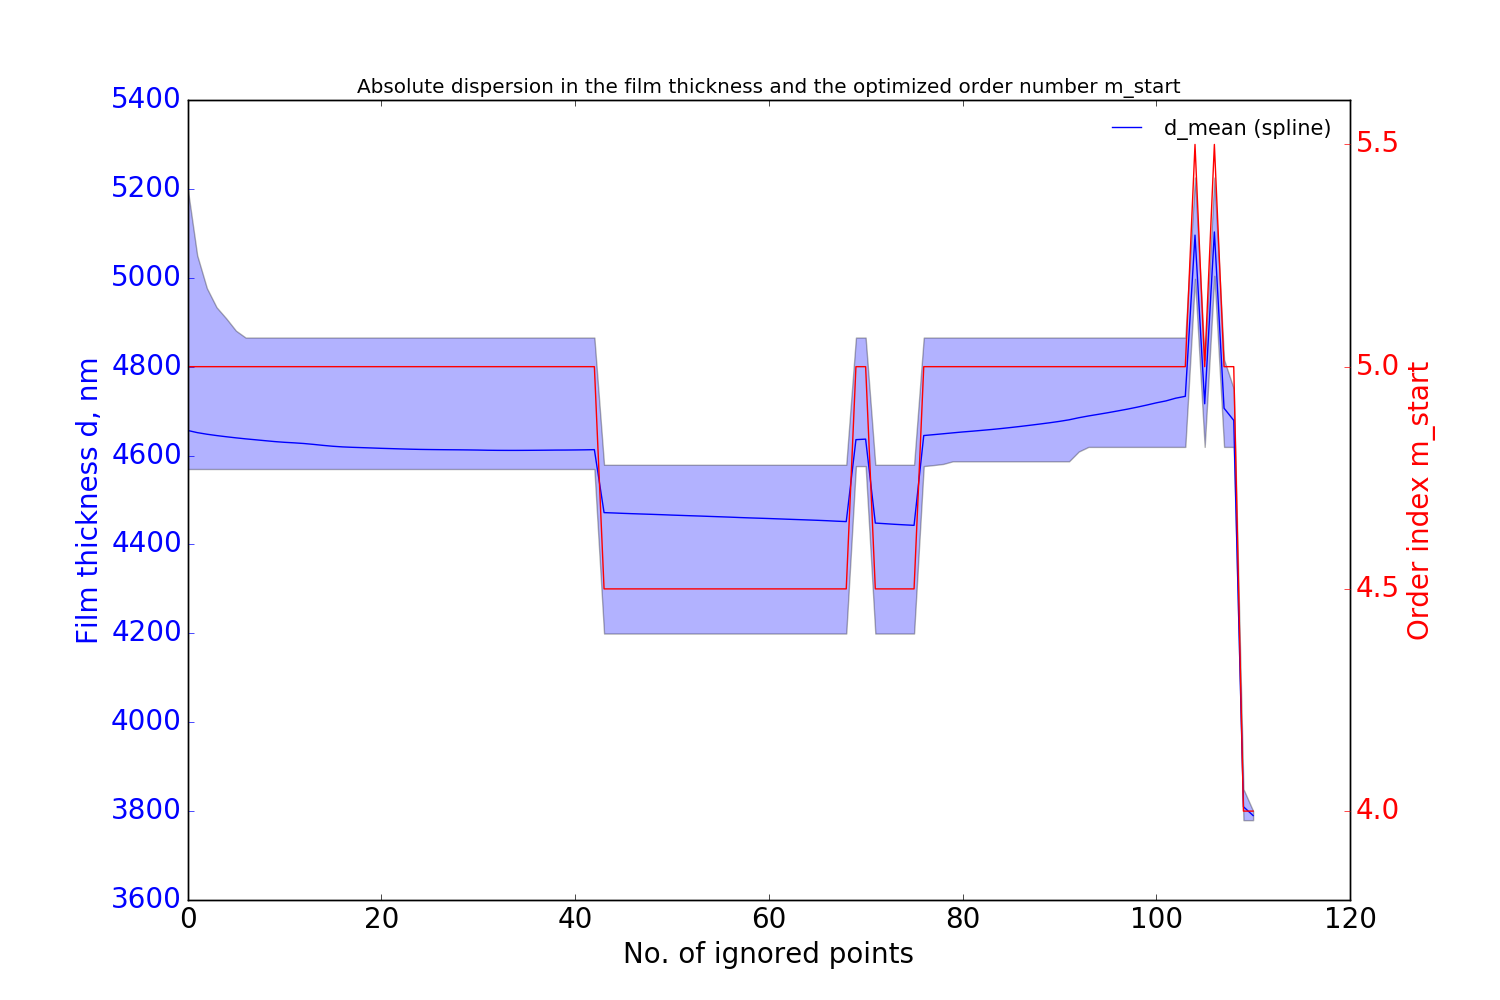 Absolute dispersion in the film thickness and the optimized order number m_start
d_mean (spline)
5400
5200
5000
4800
4600
4400
4200
4000
3800
3600
Film thickness d, nm
5.5
5.0
4.5
4.0
Order index m_start
0 20 40 60 80 100 120
No. of ignored points